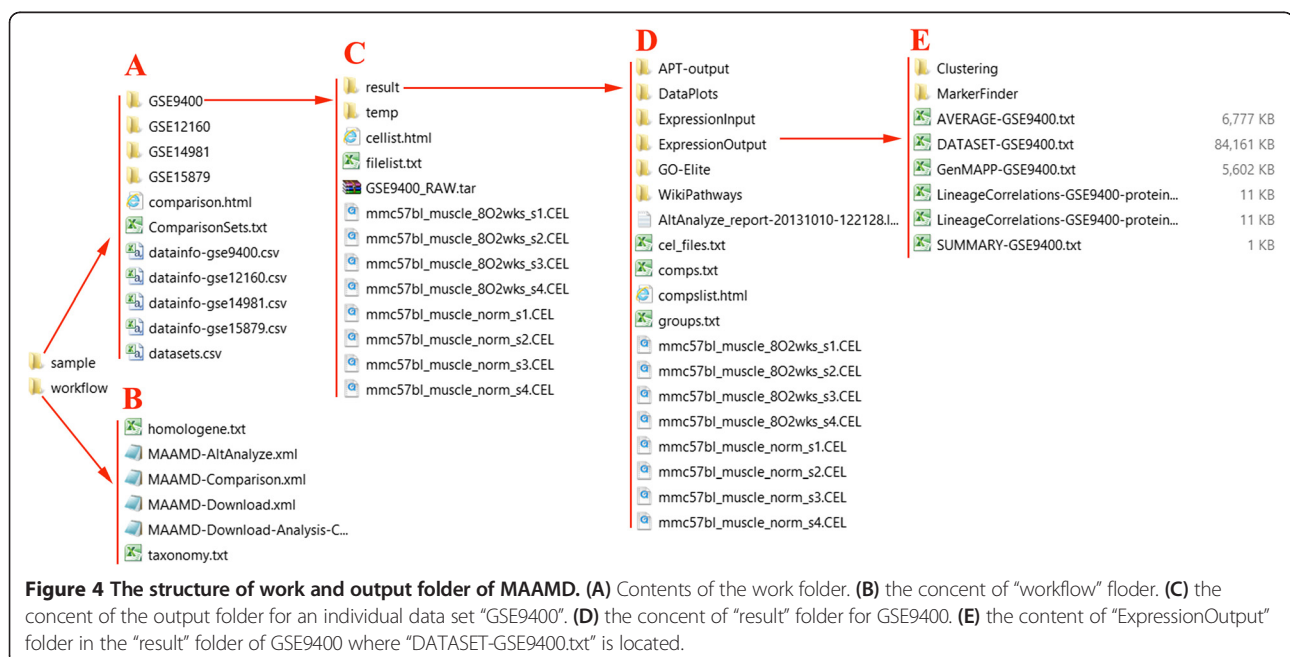 A
GSE9400
GSE12160
GSE14981
GSE15879
comparison.html
ComparisonSets.txt
datainfo-gse9400.csv
datainfo-gse12160.csv
datainfo-gse14981.csv
datainfo-gse15879.csv
datasets.csv
sample
workflow
B
homologene.txt
MAAMD-AltAnalyze.xml
MAAMD-Comparison.xml
MAAMD-Download.xml
MAAMD-Download-Analysis-C...
taxonomy.txt
C
result
temp
cellist.html
filelist.txt
GSE9400_RAW.tar
mmc57bl_muscle_8O2wks_s1.CEL
mmc57bl_muscle_8O2wks_s2.CEL
mmc57bl_muscle_8O2wks_s3.CEL
mmc57bl_muscle_8O2wks_s4.CEL
mmc57bl_muscle_norm_s1.CEL
mmc57bl_muscle_norm_s2.CEL
mmc57bl_muscle_norm_s3.CEL
mmc57bl_muscle_norm_s4.CEL
D
APT-output
DataPlots
ExpressionInput
ExpressionOutput
GO-Elite
WikiPathways
AltAnalyze_report-20131010-122128.l...
cel_files.txt
comps.txt
compslist.html
groups.txt
mmc57bl_muscle_8O2wks_s1.CEL
mmc57bl_muscle_8O2wks_s2.CEL
mmc57bl_muscle_8O2wks_s3.CEL
mmc57bl_muscle_8O2wks_s4.CEL
mmc57bl_muscle_norm_s1.CEL
mmc57bl_muscle_norm_s2.CEL
mmc57bl_muscle_norm_s3.CEL
mmc57bl_muscle_norm_s4.CEL
E
Clustering
MarkerFinder
AVERAGE-GSE9400.txt 6,777 KB
DATASET-GSE9400.txt 84,161 KB
GenMAPP-GSE9400.txt 5,602 KB
LineageCorrelations-GSE9400-protein... 11 KB
LineageCorrelations-GSE9400-protein... 11 KB
SUMMARY-GSE9400.txt 1 KB
Figure 4 The structure of work and output folder of MAAMD. (A) Contents of the work folder. (B) the concent of “workflow” floder. (C) the
concent of the output folder for an individual data set “GSE9400”. (D) the concent of “result” folder for GSE9400. (E) the content of “ExpressionOutput”
folder in the “result” folder of GSE9400 where “DATASET-GSE9400.txt” is located.